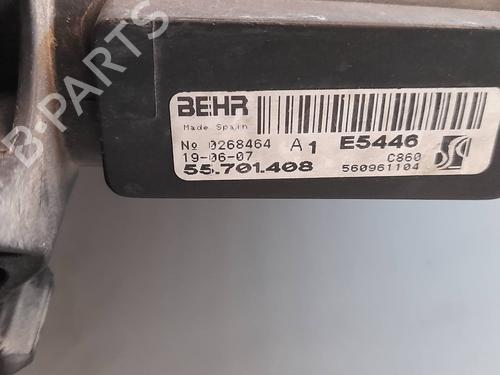 B-PARTS
BEHR
Made Spain
No 0268464 A1 E5446
19-06-07 C860
55.701.408 560961104